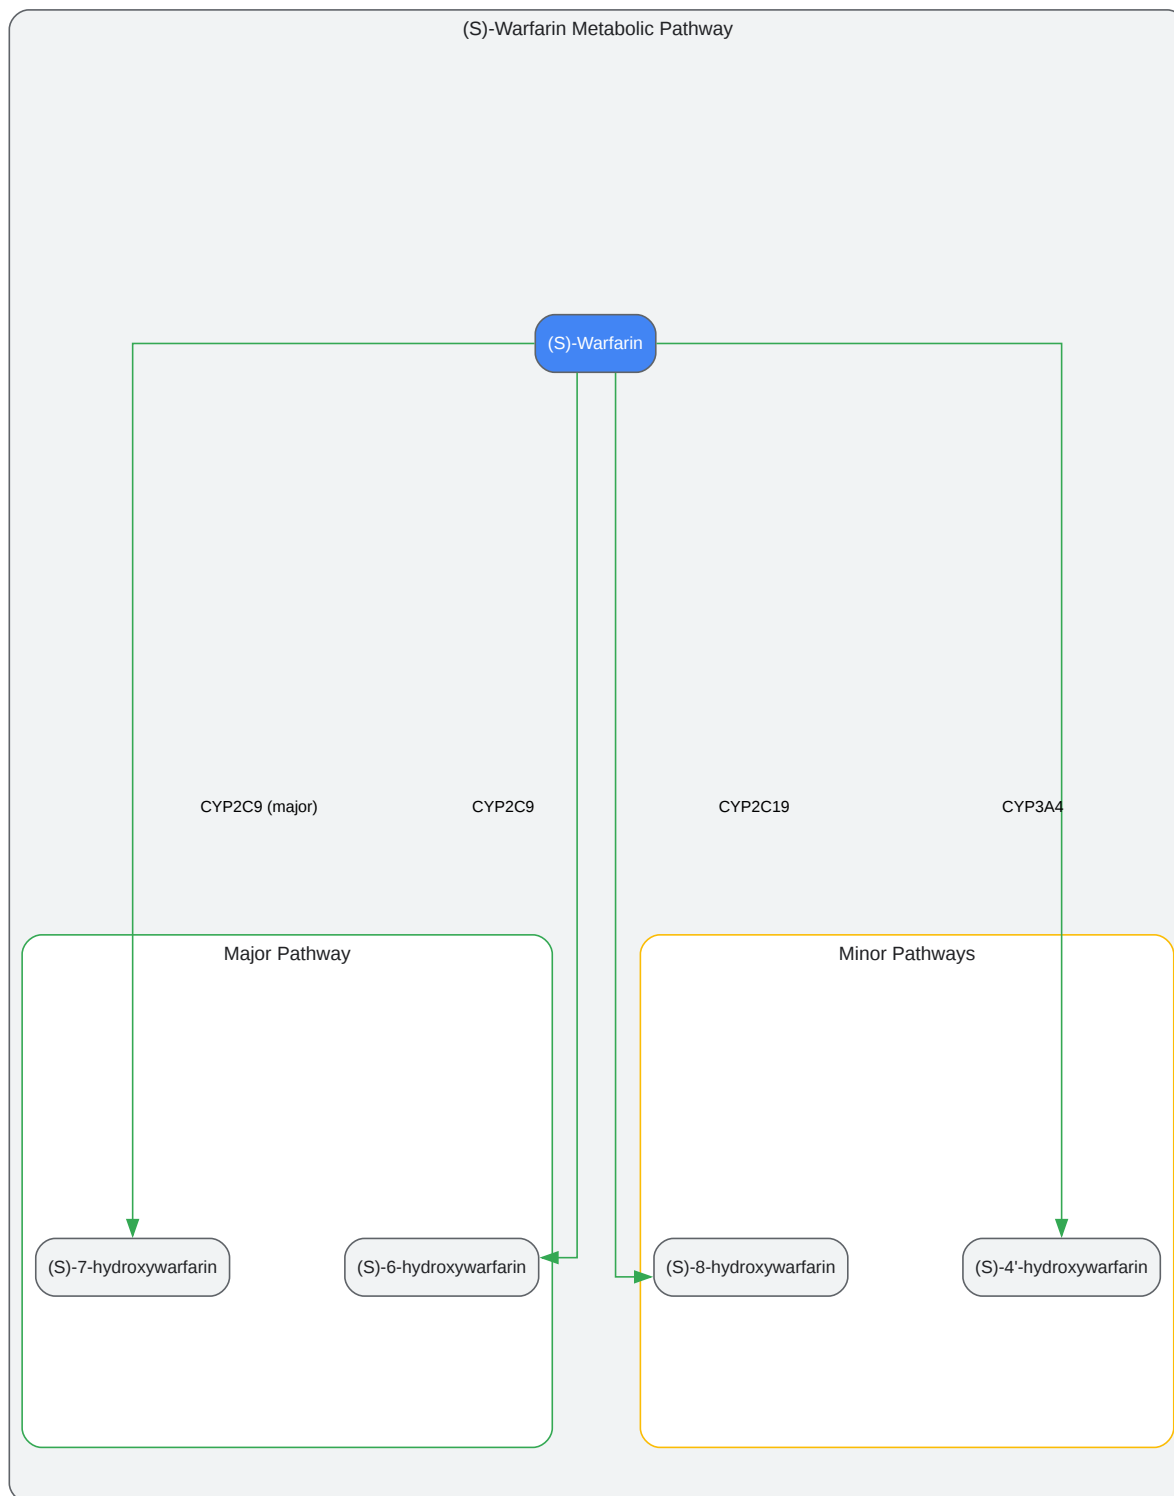 (S)-Warfarin Metabolic Pathway
(S)-Warfarin
CYP2C9 (major)
CYP2C9
CYP2C19
CYP3A4
Major Pathway
Minor Pathways
(S)-7-hydroxywarfarin
(S)-6-hydroxywarfarin
(S)-8-hydroxywarfarin
(S)-4'-hydroxywarfarin